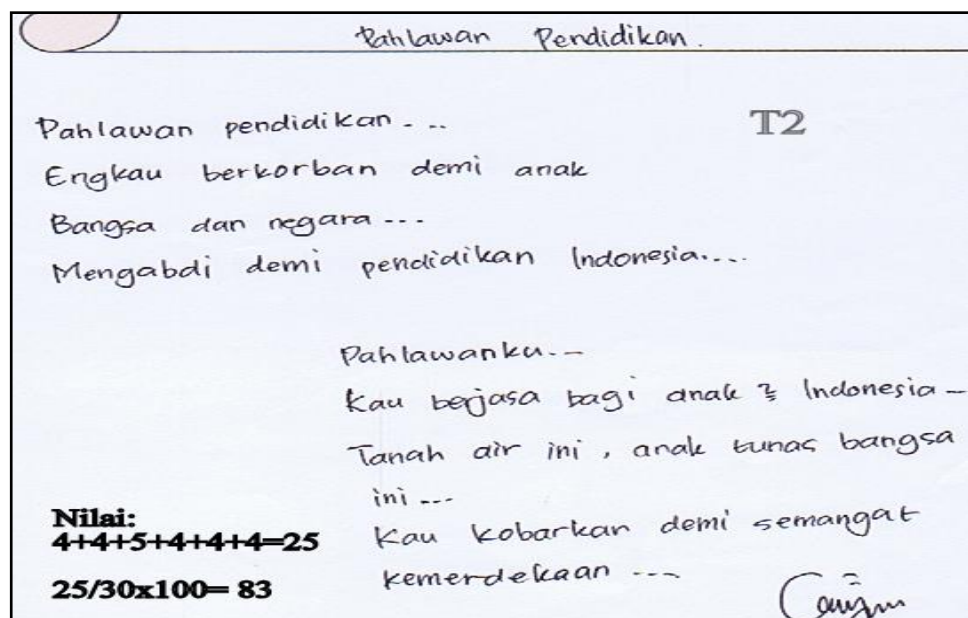 Pahlawan Pendidikan.
Pahlawan pendidikan...
T2
Engkau berkorban demi anak
Bangsa dan negara...
Mengabdi demi pendidikan Indonesia....
Pahlawanku...
Kau berjasa bagi anak 2 Indonesia -
Tanah air ini, anak tunas bangsa
ini ...
Kau kobarkan demi semangat
kemerdekaan ...
Nilai:
4+4+5+4+4+4=25
25/30x100= 83